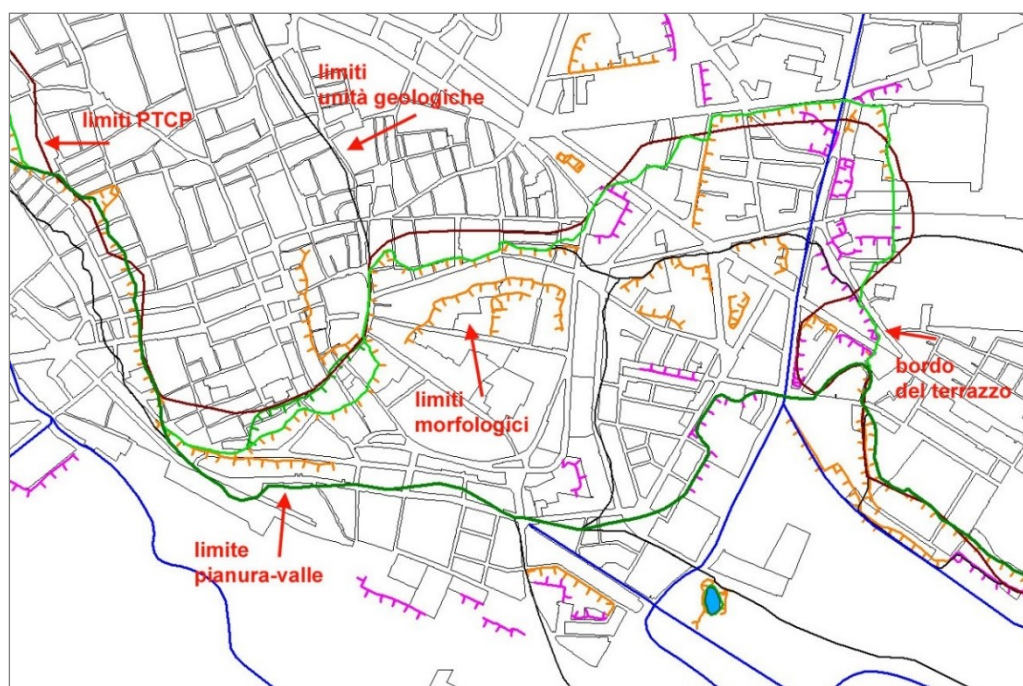 limiti
unità geologiche
limiti PTCP
bordo
del terrazzo
limiti
morfologici
limite
pianura-valle